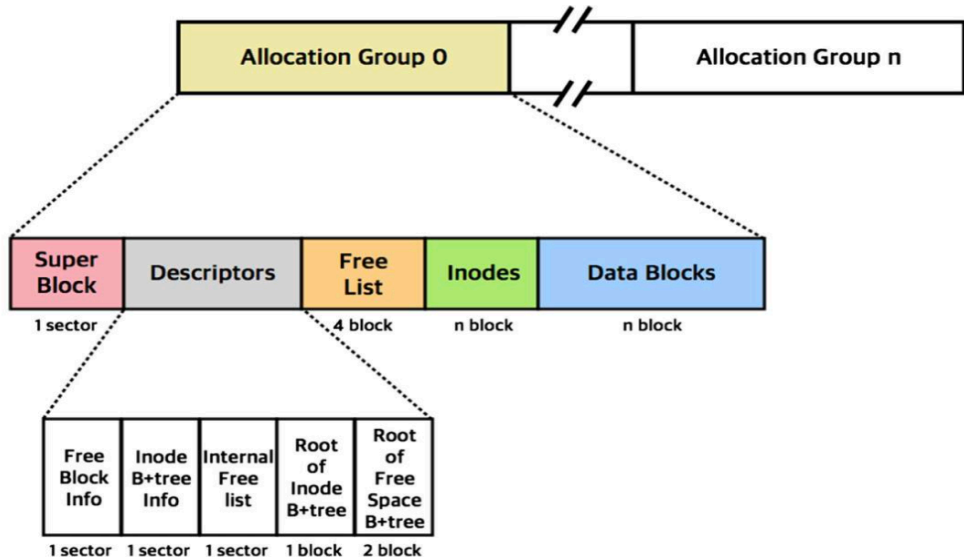 Allocation Group 0
Allocation Group n
Super
Block
Descriptors
Free
List
Inodes
Data Blocks
1 sector
4 block
n block
n block
Free
Block
Info
Inode
B+tree
Info
Internal
Free
list
Root
of
Inode
B+tree
Root
of
Free
Space
B+tree
1 sector
1 sector
1 sector
1 block
2 block